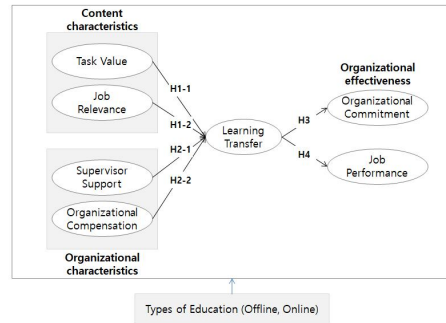 Content
characteristics
Task Value
Job
Relevance
H1-1
H1-2
H2-1
H2-2
Supervisor
Support
Organizational
Compensation
Organizational
characteristics
Learning
Transfer
H3
H4
Organizational
effectiveness
Organizational
Commitment
Job
Performance
Types of Education (Offline, Online)